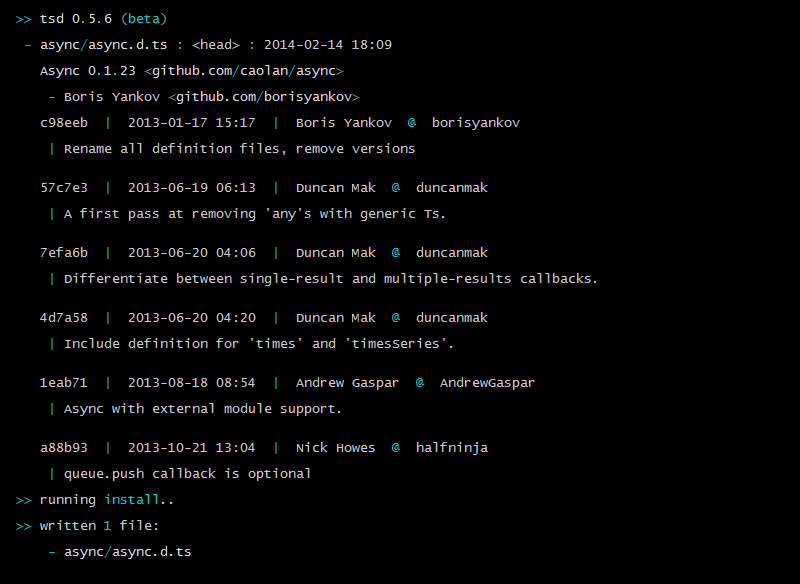 >> tsd 0.5.6 (beta)
- async/async.d.ts : <head> : 2014-02-14 18:09
Async 0.1.23 <github.com/caolan/async>
- Boris Yankov <github.com/borisyankov>
c98eeb | 2013-01-17 15:17 | Boris Yankov @ borisyankov
| Rename all definition files, remove versions
57c7e3 | 2013-06-19 06:13 | Duncan Mak @ duncanmak
| A first pass at removing 'any's with generic Ts.
7efa6b | 2013-06-20 04:06 | Duncan Mak @ duncanmak
| Differentiate between single-result and multiple-results callbacks.
4d7a58 | 2013-06-20 04:20 | Duncan Mak @ duncanmak
| Include definition for 'times' and 'timesSeries'.
1eab71 | 2013-08-18 08:54 | Andrew Gaspar @ AndrewGaspar
| Async with external module support.
a88b93 | 2013-10-21 13:04 | Nick Howes @ halfninja
| queue.push callback is optional
>> running install..
>> written 1 file:
- async/async.d.ts